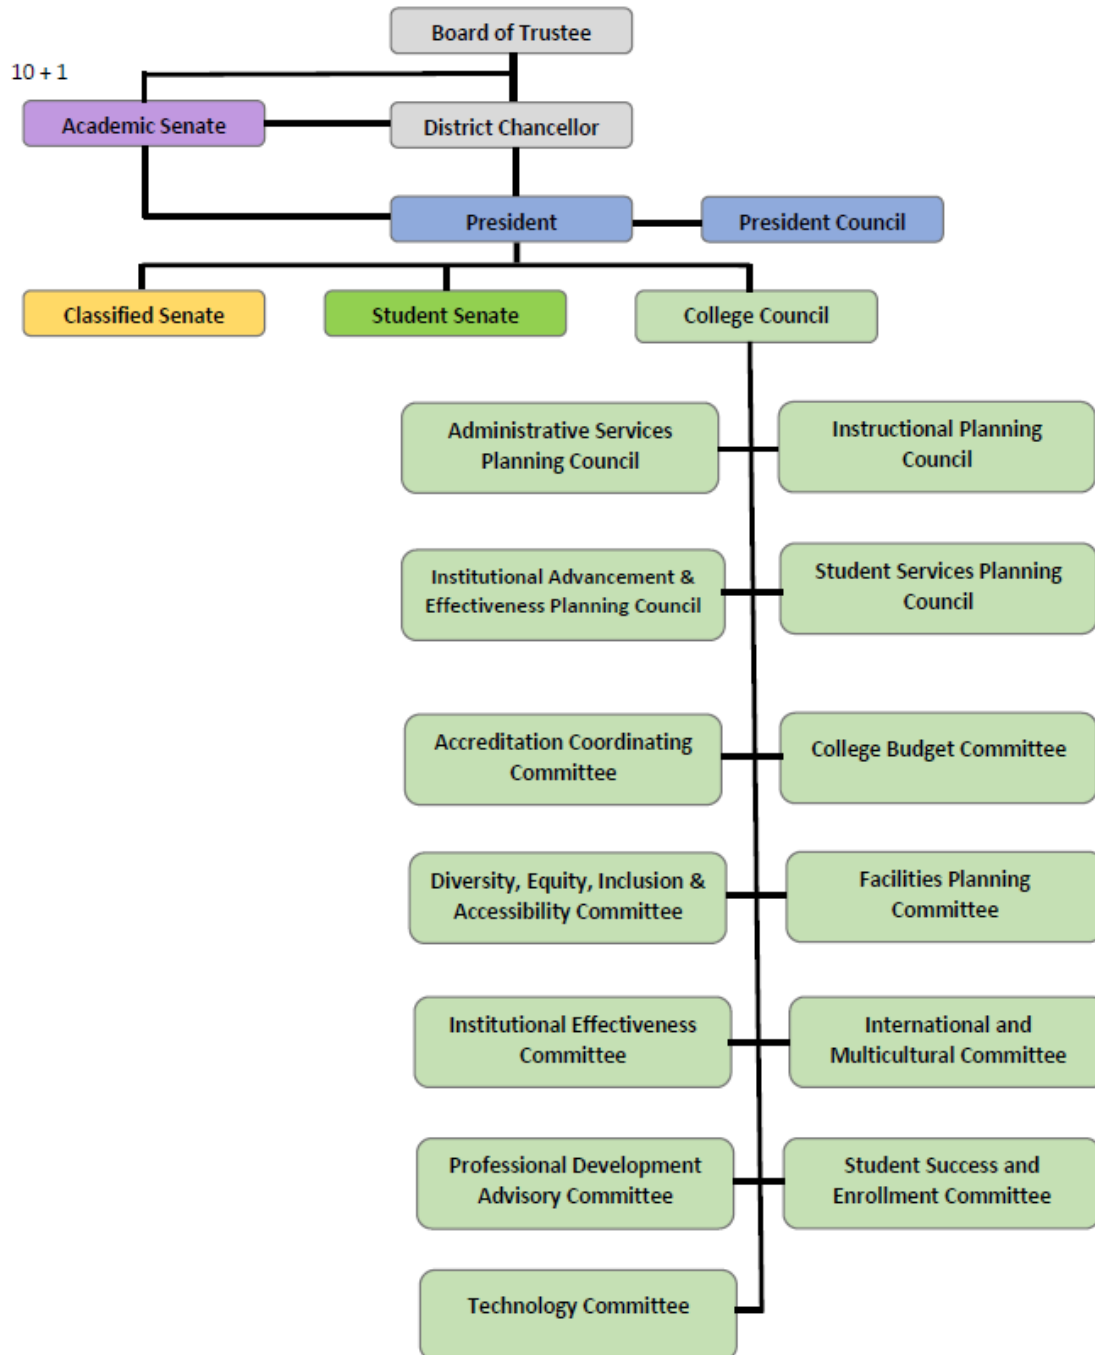 Board of Trustee
10 + 1
Academic Senate
District Chancellor
President
President Council
Classified Senate
Student Senate
College Council
Administrative Services
Planning Council
Instructional Planning
Council
Institutional Advancement &
Effectiveness Planning Council
Student Services Planning
Council
Accreditation Coordinating
Committee
College Budget Committee
Diversity, Equity, Inclusion &
Accessibility Committee
Facilities Planning
Committee
Institutional Effectiveness
Committee
International and
Multicultural Committee
Professional Development
Advisory Committee
Student Success and
Enrollment Committee
Technology Committee